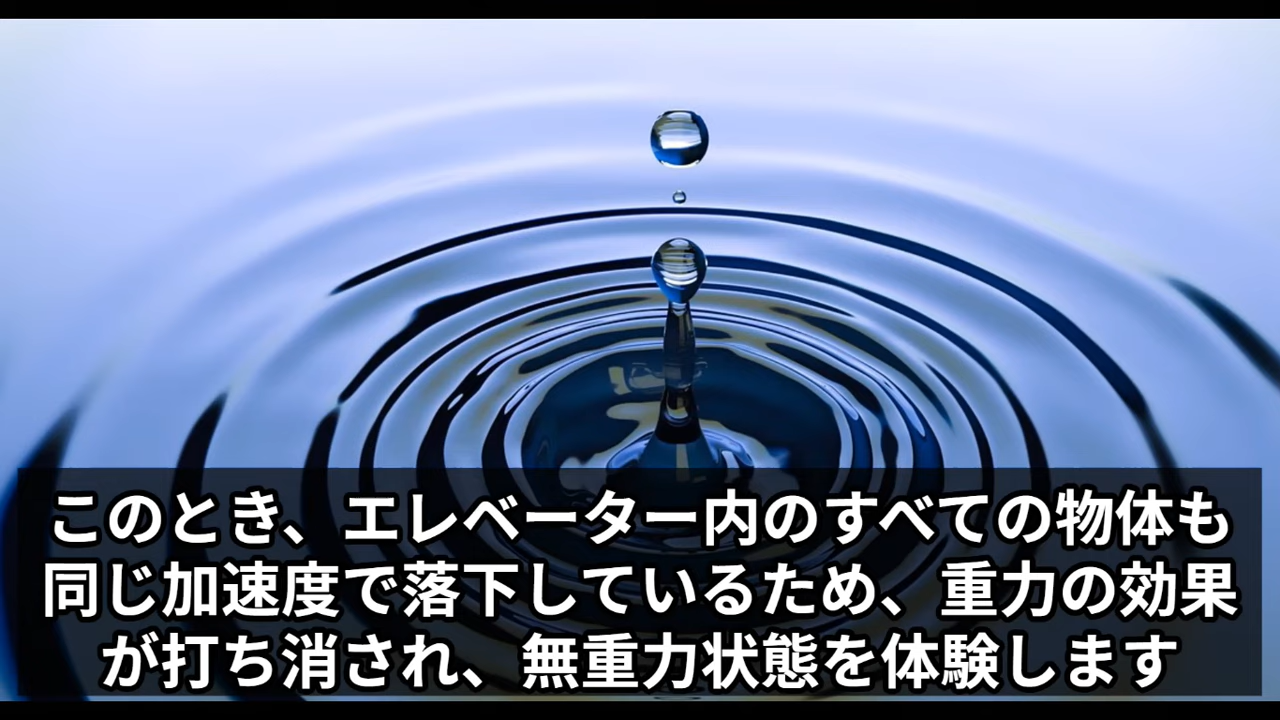 このとき、エレベーター内のすべての物体も
同じ加速度で落下しているため、重力の効果
が打ち消され、無重力状態を体験します